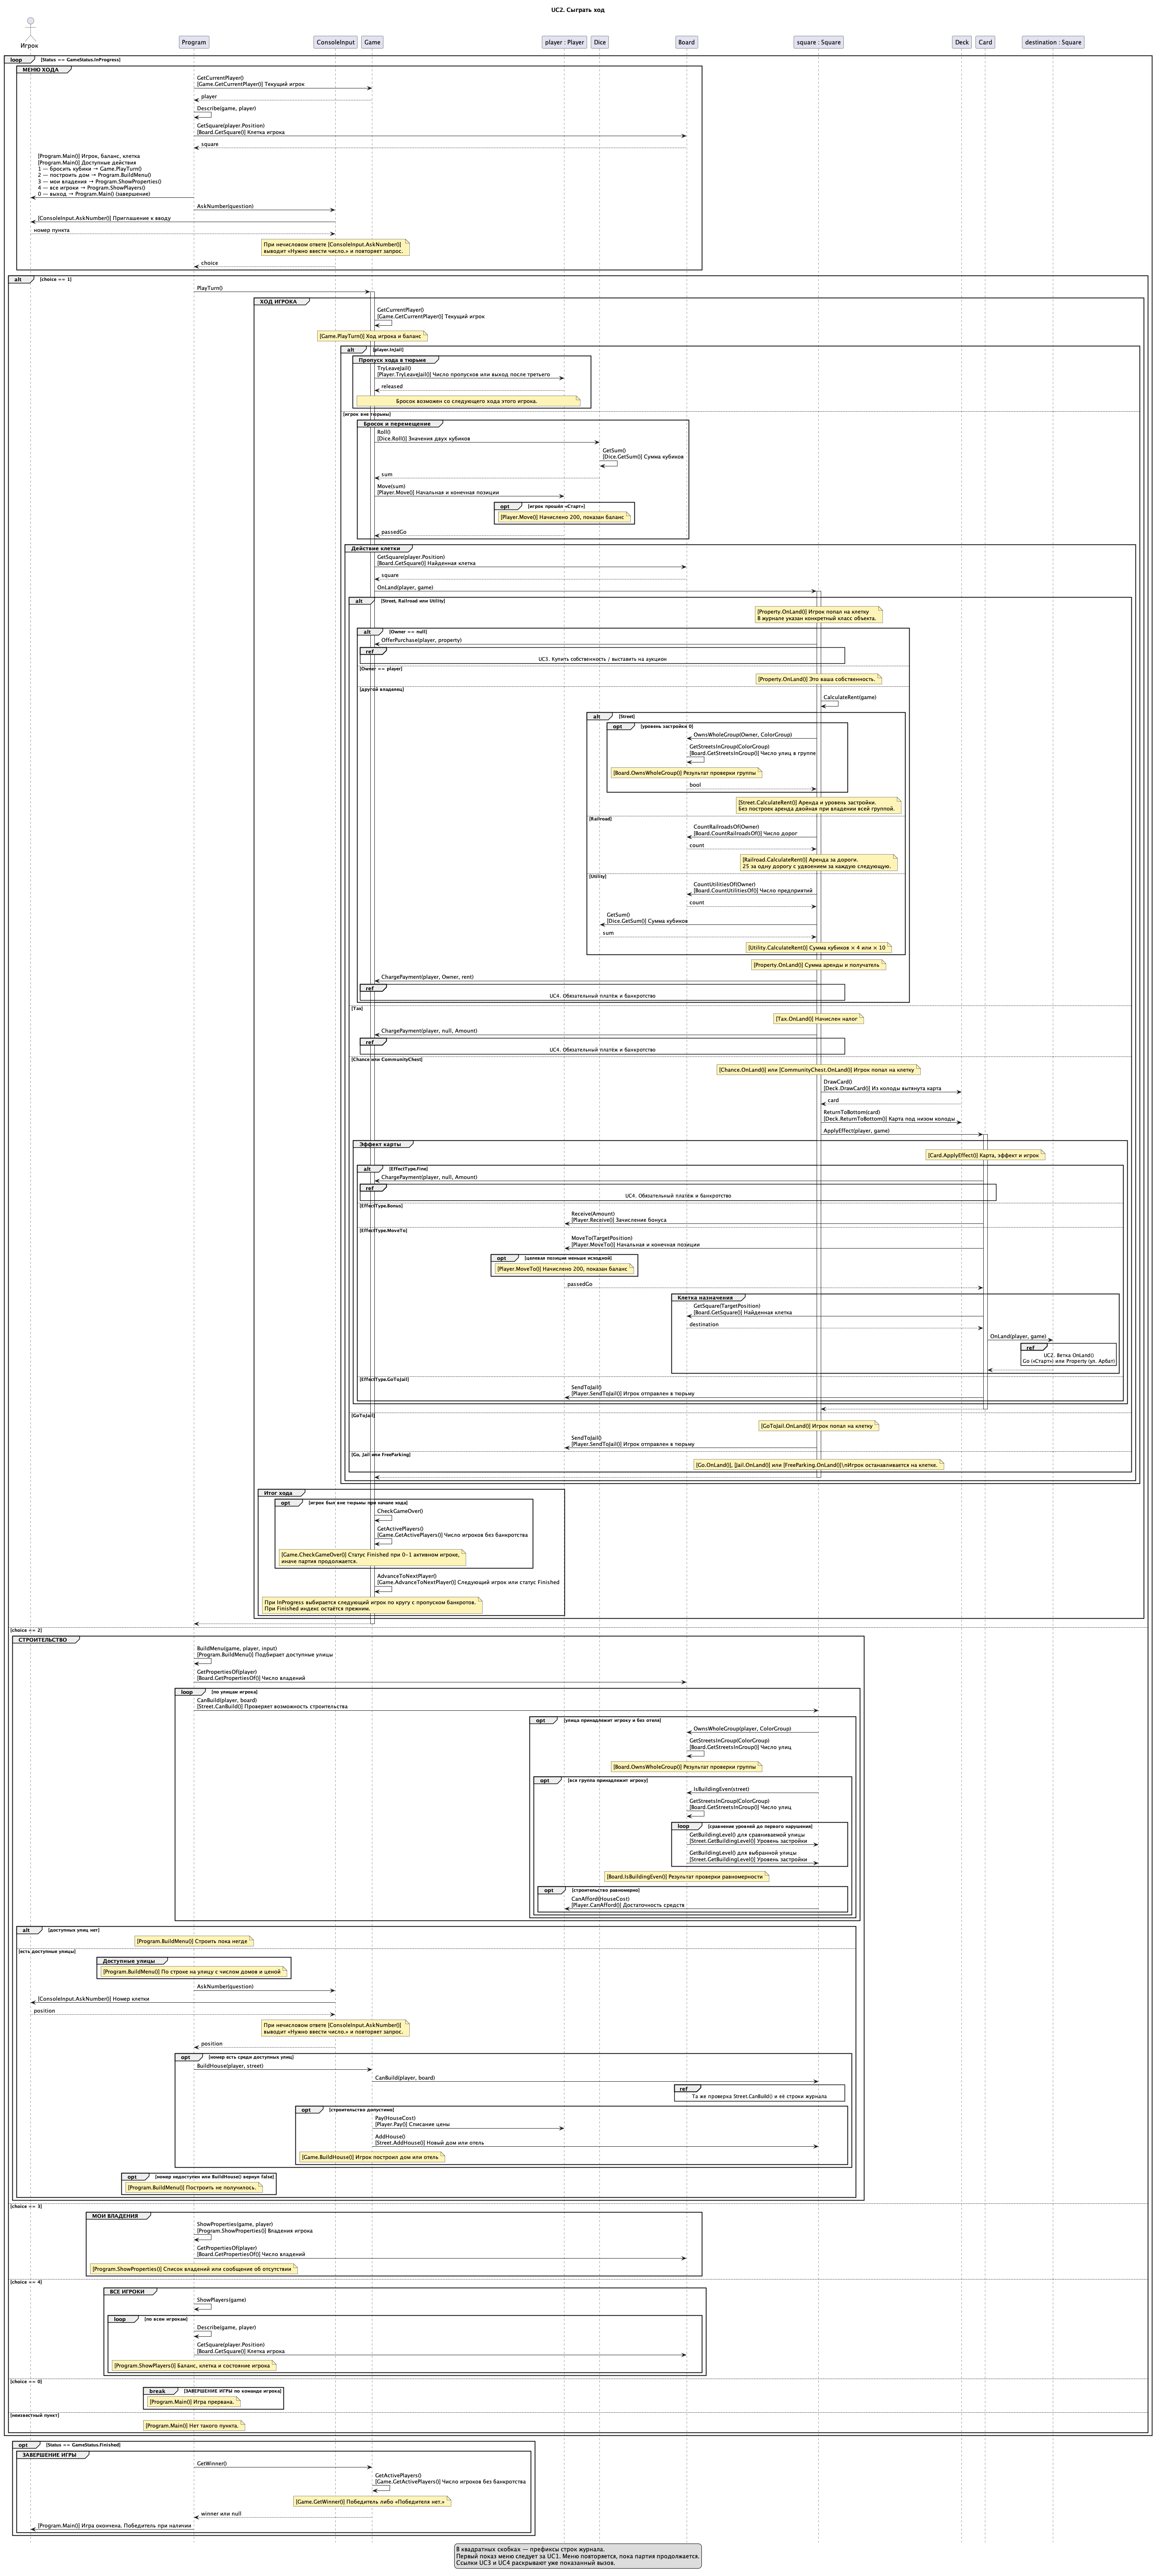 UC2. Сыграть ход
Игрок
Program
ConsoleInput
Game
player : Player
Dice
Board
square : Square
Deck
Card
destination : Square
loop [Status == GameStatus.InProgress]
МЕНЮ ХОДА
GetCurrentPlayer()
[Game.GetCurrentPlayer()] Текущий игрок
player
Describe(game, player)
GetSquare(player.Position)
[Board.GetSquare()] Клетка игрока
square
[Program.Main()] Игрок, баланс, клетка
[Program.Main()] Доступные действия
1 — бросить кубики → Game.PlayTurn()
2 — построить дом → Program.BuildMenu()
3 — мои владения → Program.ShowProperties()
4 — все игроки → Program.ShowPlayers()
0 — выход → Program.Main() (завершение)
AskNumber(question)
[ConsoleInput.AskNumber()] Приглашение к вводу
номер пункта
При нечисловом ответе [ConsoleInput.AskNumber()]
выводит «Нужно ввести число.» и повторяет запрос.
choice
alt [choice == 1]
PlayTurn()
ХОД ИГРОКА
GetCurrentPlayer()
[Game.GetCurrentPlayer()] Текущий игрок
[Game.PlayTurn()] Ход игрока и баланс
alt [player.InJail]
Пропуск хода в тюрьме
TryLeaveJail()
[Player.TryLeaveJail()] Число пропусков или выход после третьего
released
Бросок возможен со следующего хода этого игрока.
[игрок вне тюрьмы]
Бросок и перемещение
Roll()
[Dice.Roll()] Значения двух кубиков
GetSum()
[Dice.GetSum()] Сумма кубиков
sum
Move(sum)
[Player.Move()] Начальная и конечная позиции
opt [игрок прошёл «Старт»]
[Player.Move()] Начислено 200, показан баланс
passedGo
Действие клетки
GetSquare(player.Position)
[Board.GetSquare()] Найденная клетка
square
OnLand(player, game)
alt [Street, Railroad или Utility]
[Property.OnLand()] Игрок попал на клетку
В журнале указан конкретный класс объекта.
alt [Owner == null]
OfferPurchase(player, property)
ref
UC3. Купить собственность / выставить на аукцион
[Owner == player]
[Property.OnLand()] Это ваша собственность.
[другой владелец]
CalculateRent(game)
alt [Street]
opt [уровень застройки 0]
OwnsWholeGroup(Owner, ColorGroup)
GetStreetsInGroup(ColorGroup)
[Board.GetStreetsInGroup()] Число улиц в группе
[Board.OwnsWholeGroup()] Результат проверки группы
bool
[Street.CalculateRent()] Аренда и уровень застройки.
Без построек аренда двойная при владении всей группой.
[Railroad]
CountRailroadsOf(Owner)
[Board.CountRailroadsOf()] Число дорог
count
[Railroad.CalculateRent()] Аренда за дороги.
25 за одну дорогу с удвоением за каждую следующую.
[Utility]
CountUtilitiesOf(Owner)
[Board.CountUtilitiesOf()] Число предприятий
count
GetSum()
[Dice.GetSum()] Сумма кубиков
sum
[Utility.CalculateRent()] Сумма кубиков × 4 или × 10
[Property.OnLand()] Сумма аренды и получатель
ChargePayment(player, Owner, rent)
ref
UC4. Обязательный платёж и банкротство
[Tax]
[Tax.OnLand()] Начислен налог
ChargePayment(player, null, Amount)
ref
UC4. Обязательный платёж и банкротство
[Chance или CommunityChest]
[Chance.OnLand()] или [CommunityChest.OnLand()] Игрок попал на клетку
DrawCard()
[Deck.DrawCard()] Из колоды вытянута карта
card
ReturnToBottom(card)
[Deck.ReturnToBottom()] Карта под низом колоды
ApplyEffect(player, game)
Эффект карты
[Card.ApplyEffect()] Карта, эффект и игрок
alt [EffectType.Fine]
ChargePayment(player, null, Amount)
ref
UC4. Обязательный платёж и банкротство
[EffectType.Bonus]
Receive(Amount)
[Player.Receive()] Зачисление бонуса
[EffectType.MoveTo]
MoveTo(TargetPosition)
[Player.MoveTo()] Начальная и конечная позиции
opt [целевая позиция меньше исходной]
[Player.MoveTo()] Начислено 200, показан баланс
passedGo
Клетка назначения
GetSquare(TargetPosition)
[Board.GetSquare()] Найденная клетка
destination
OnLand(player, game)
ref
UC2. Ветка OnLand()
Go («Старт») или Property (ул. Арбат)
[EffectType.GoToJail]
SendToJail()
[Player.SendToJail()] Игрок отправлен в тюрьму
[GoToJail]
[GoToJail.OnLand()] Игрок попал на клетку
SendToJail()
[Player.SendToJail()] Игрок отправлен в тюрьму
[Go, Jail или FreeParking]
[Go.OnLand()], [Jail.OnLand()] или [FreeParking.OnLand()]\nИгрок останавливается на клетке.
Итог хода
opt [игрок был вне тюрьмы при начале хода]
CheckGameOver()
GetActivePlayers()
[Game.GetActivePlayers()] Число игроков без банкротства
[Game.CheckGameOver()] Статус Finished при 0–1 активном игроке,
иначе партия продолжается.
AdvanceToNextPlayer()
[Game.AdvanceToNextPlayer()] Следующий игрок или статус Finished
При InProgress выбирается следующий игрок по кругу с пропуском банкротов.
При Finished индекс остаётся прежним.
[choice == 2]
СТРОИТЕЛЬСТВО
BuildMenu(game, player, input)
[Program.BuildMenu()] Подбирает доступные улицы
GetPropertiesOf(player)
[Board.GetPropertiesOf()] Число владений
loop [по улицам игрока]
CanBuild(player, board)
[Street.CanBuild()] Проверяет возможность строительства
opt [улица принадлежит игроку и без отеля]
OwnsWholeGroup(player, ColorGroup)
GetStreetsInGroup(ColorGroup)
[Board.GetStreetsInGroup()] Число улиц
[Board.OwnsWholeGroup()] Результат проверки группы
opt [вся группа принадлежит игроку]
IsBuildingEven(street)
GetStreetsInGroup(ColorGroup)
[Board.GetStreetsInGroup()] Число улиц
loop [сравнение уровней до первого нарушения]
GetBuildingLevel() для сравниваемой улицы
[Street.GetBuildingLevel()] Уровень застройки
GetBuildingLevel() для выбранной улицы
[Street.GetBuildingLevel()] Уровень застройки
[Board.IsBuildingEven()] Результат проверки равномерности
opt [строительство равномерно]
CanAfford(HouseCost)
[Player.CanAfford()] Достаточность средств
alt [доступных улиц нет]
[Program.BuildMenu()] Строить пока негде
[есть доступные улицы]
Доступные улицы
[Program.BuildMenu()] По строке на улицу с числом домов и ценой
AskNumber(question)
[ConsoleInput.AskNumber()] Номер клетки
position
При нечисловом ответе [ConsoleInput.AskNumber()]
выводит «Нужно ввести число.» и повторяет запрос.
position
opt [номер есть среди доступных улиц]
BuildHouse(player, street)
CanBuild(player, board)
ref
Та же проверка Street.CanBuild() и её строки журнала
opt [строительство допустимо]
Pay(HouseCost)
[Player.Pay()] Списание цены
AddHouse()
[Street.AddHouse()] Новый дом или отель
[Game.BuildHouse()] Игрок построил дом или отель
opt [номер недоступен или BuildHouse() вернул false]
[Program.BuildMenu()] Построить не получилось.
[choice == 3]
МОИ ВЛАДЕНИЯ
ShowProperties(game, player)
[Program.ShowProperties()] Владения игрока
GetPropertiesOf(player)
[Board.GetPropertiesOf()] Число владений
[Program.ShowProperties()] Список владений или сообщение об отсутствии
[choice == 4]
ВСЕ ИГРОКИ
ShowPlayers(game)
loop [по всем игрокам]
Describe(game, player)
GetSquare(player.Position)
[Board.GetSquare()] Клетка игрока
[Program.ShowPlayers()] Баланс, клетка и состояние игрока
[choice == 0]
break [ЗАВЕРШЕНИЕ ИГРЫ по команде игрока]
[Program.Main()] Игра прервана.
[неизвестный пункт]
[Program.Main()] Нет такого пункта.
opt [Status == GameStatus.Finished]
ЗАВЕРШЕНИЕ ИГРЫ
GetWinner()
GetActivePlayers()
[Game.GetActivePlayers()] Число игроков без банкротства
[Game.GetWinner()] Победитель либо «Победителя нет.»
winner или null
[Program.Main()] Игра окончена. Победитель при наличии
В квадратных скобках — префиксы строк журнала.
Первый показ меню следует за UC1. Меню повторяется, пока партия продолжается.
Ссылки UC3 и UC4 раскрывают уже показанный вызов.